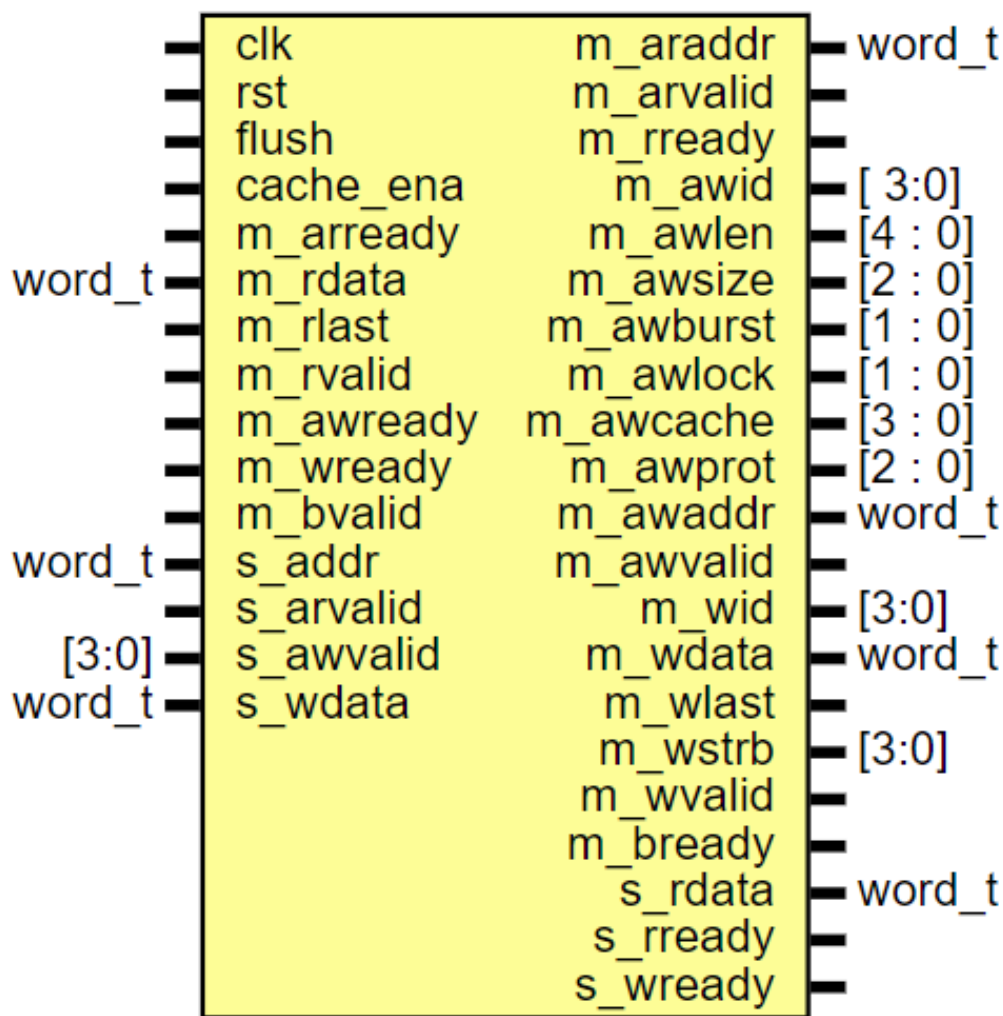 clk m_araddr word_t
rst m_arvalid
flush m_rready
cache_ena m_awid [ 3:0]
m_arready m_awlen [4 : 0]
word_t m_rdata m_awsize [2 : 0]
m_rlast m_awburst [1 : 0]
m_rvalid m_awlock [1 : 0]
m_awready m_awcache [3 : 0]
m_wready m_awprot [2 : 0]
m_bvalid m_awaddr word_t
word_t s_addr m_awvalid
s_arvalid m_wid [3:0]
[3:0] s_awvalid m_wdata word_t
word_t s_wdata m_wlast
m_wstrb [3:0]
m_wvalid
m_bready
s_rdata word_t
s_rready
s_wready